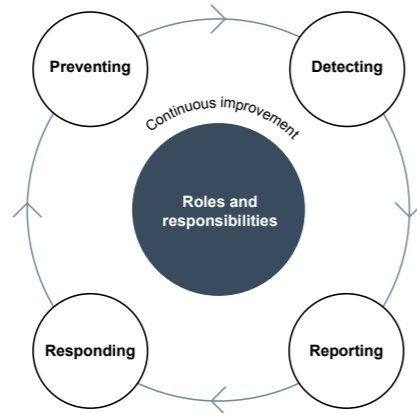 Preventing
Detecting
Continuous improvement
Roles and
responsibilities
Responding
Reporting